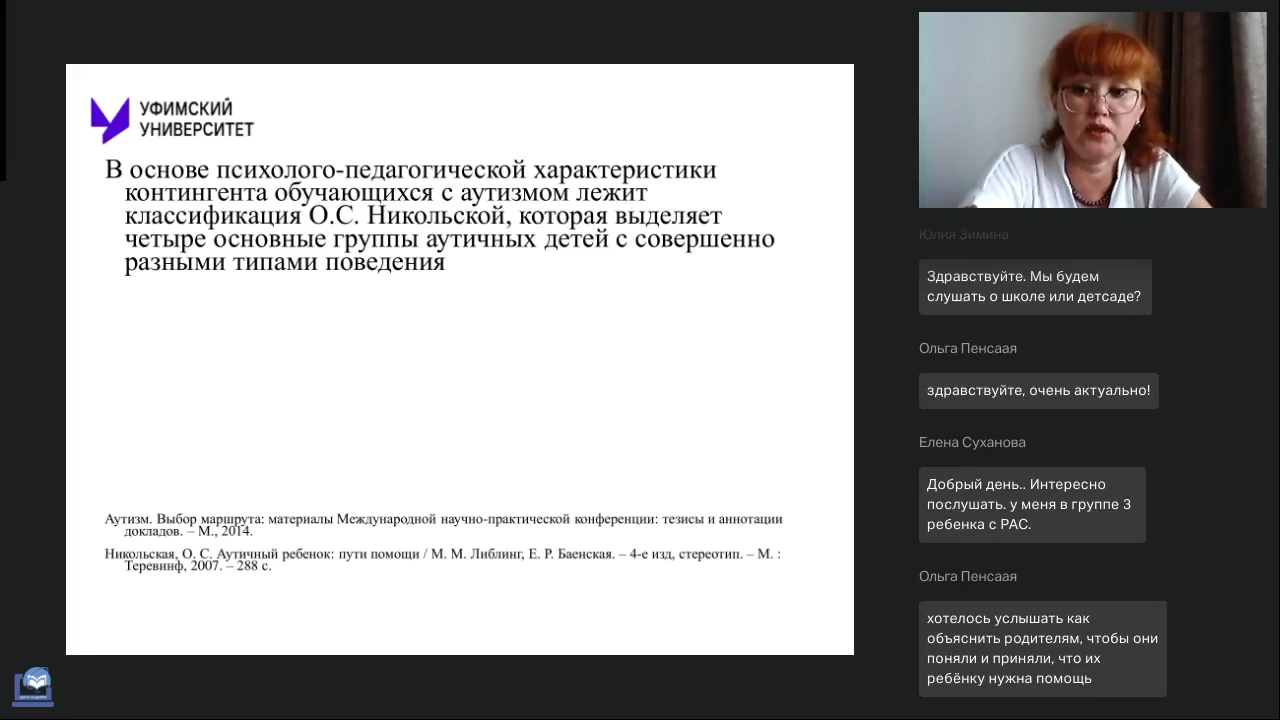 УФИМСКИЙ
УНИВЕРСИТЕТ
В основе психолого-педагогической характеристики
контингента обучающихся с аутизмом лежит
классификация О.С. Никольской, которая выделяет
четыре основные группы аутичных детей с совершенно
разными типами поведения
Аутизм. Выбор маршрута: материалы Международной научно-практической конференции: тезисы и аннотации
докладов. – М., 2014.
Никольская, О. С. Аутичный ребенок: пути помощи / М. М. Либлинг, Е. Р. Баенская. – 4-е изд, стереотип. – М. :
Теревинф, 2007. – 288 с.
Юлия Зимина
Здравствуйте. Мы будем
слушать о школе или детсаде?
Ольга Пенсаая
здравствуйте, очень актуально!
Елена Суханова
Добрый день.. Интересно
послушать. у меня в группе 3
ребенка с РАС.
Ольга Пенсаая
хотелось услышать как
объяснить родителям, чтобы они
поняли и приняли, что их
ребёнку нужна помощь